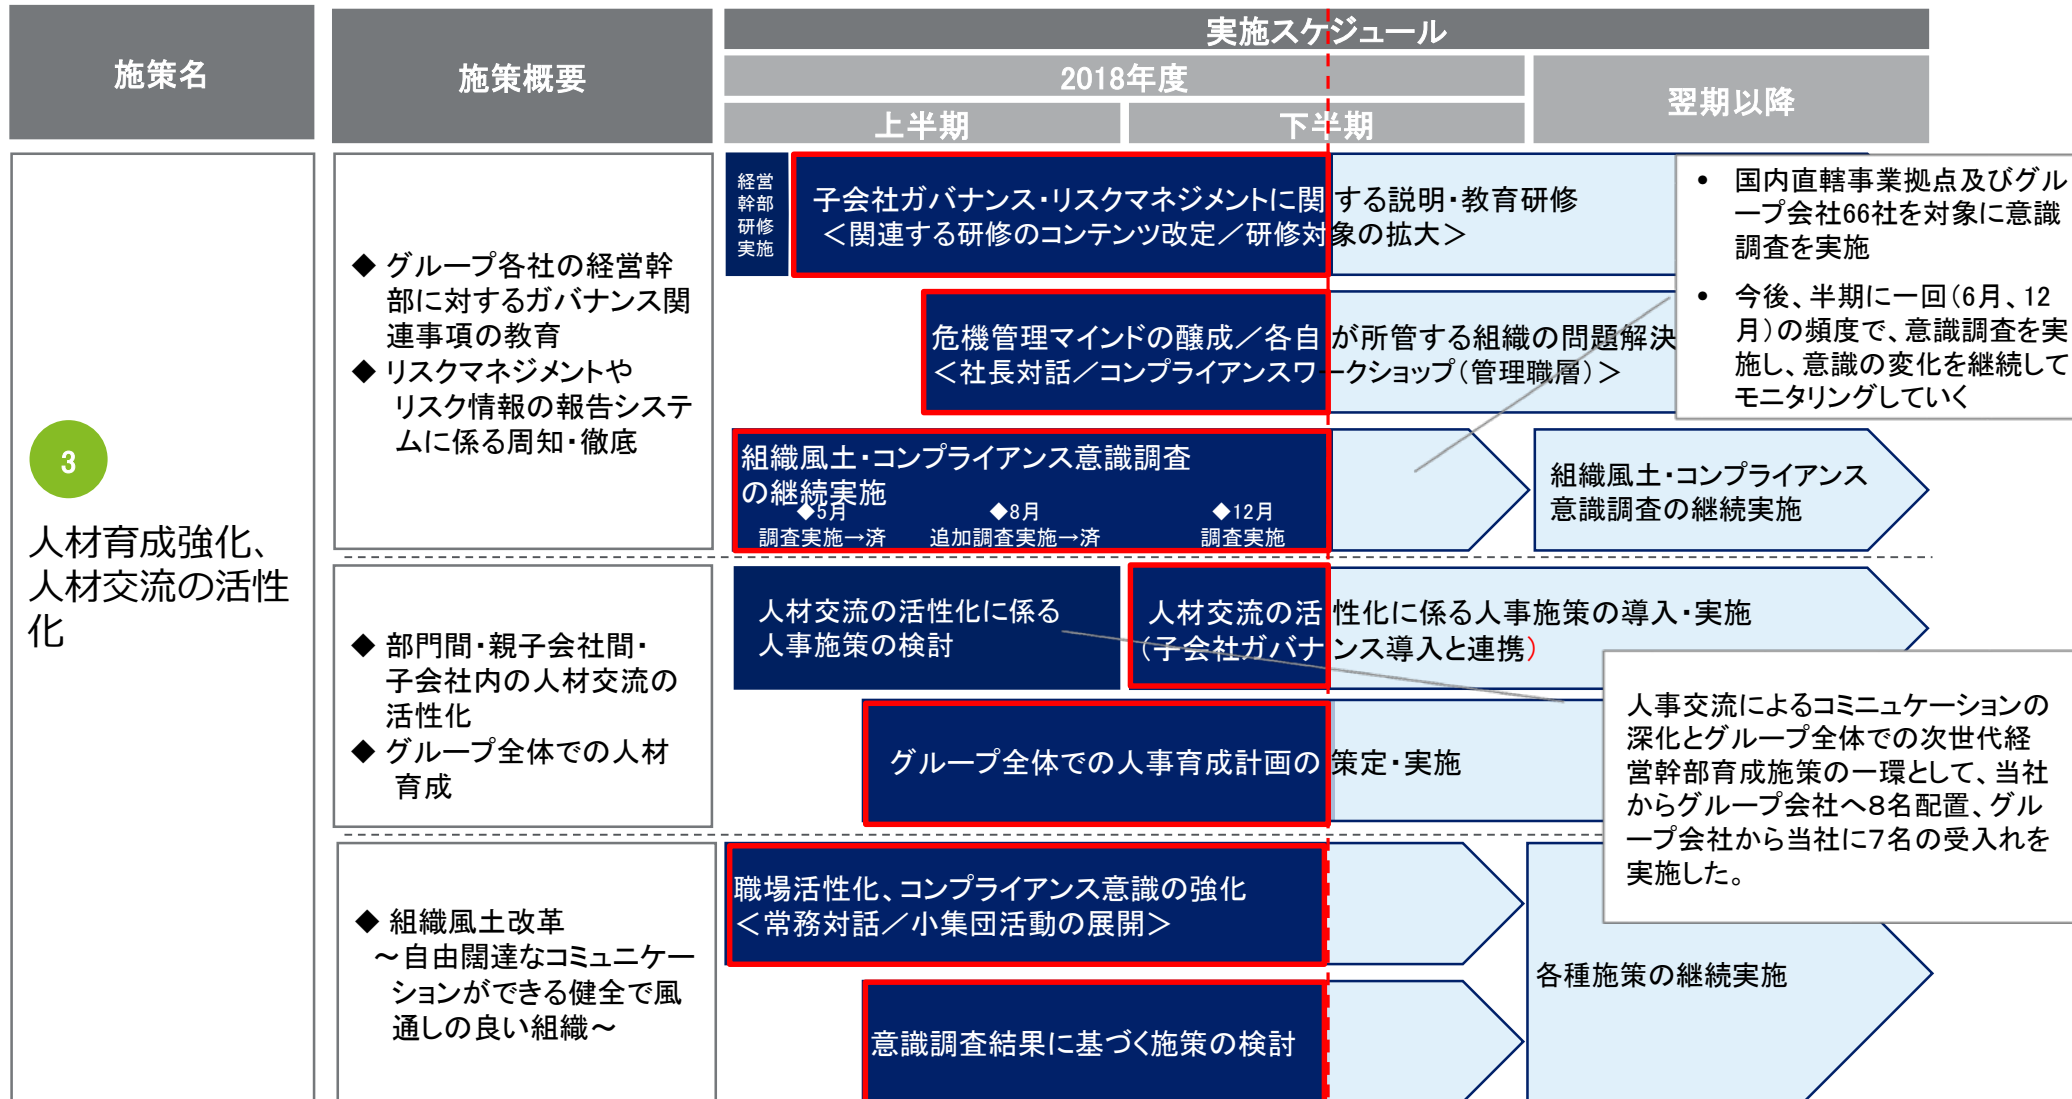 施策名
施策概要
実施スケジュール
2018年度
翌期以降
上半期
下半期
3
人材育成強化、
人材交流の活性
化
◆ グループ各社の経営幹
部に対するガバナンス関
連事項の教育
◆ リスクマネジメントや
リスク情報の報告システ
ムに係る周知・徹底
経営
幹部
研修
実施
子会社ガバナンス・リスクマネジメントに関する説明・教育研修
＜関連する研修のコンテンツ改定／研修対象の拡大＞
危機管理マインドの醸成／各自が所管する組織の問題解決
＜社長対話／コンプライアンスワークショップ（管理職層）＞
組織風土・コンプライアンス意識調査
の継続実施
◆5月
調査実施→済
◆8月
追加調査実施→済
◆12月
調査実施
組織風土・コンプライアンス
意識調査の継続実施
• 国内直轄事業拠点及びグル
ープ会社66社を対象に意識
調査を実施
• 今後、半期に一回（6月、12
月）の頻度で、意識調査を実
施し、意識の変化を継続して
モニタリングしていく
◆ 部門間・親子会社間・
子会社内の人材交流の
活性化
◆ グループ全体での人材
育成
人材交流の活性化に係る
人事施策の検討
人材交流の活性化に係る人事施策の導入・実施
（子会社ガバナンス導入と連携）
グループ全体での人事育成計画の策定・実施
人事交流によるコミニュケーションの
深化とグループ全体での次世代経
営幹部育成施策の一環として、当社
からグループ会社へ８名配置、グル
ープ会社から当社に７名の受入れを
実施した。
◆ 組織風土改革
～自由闊達なコミュニケー
ションができる健全で風
通しの良い組織～
職場活性化、コンプライアンス意識の強化
＜常務対話／小集団活動の展開＞
意識調査結果に基づく施策の検討
各種施策の継続実施